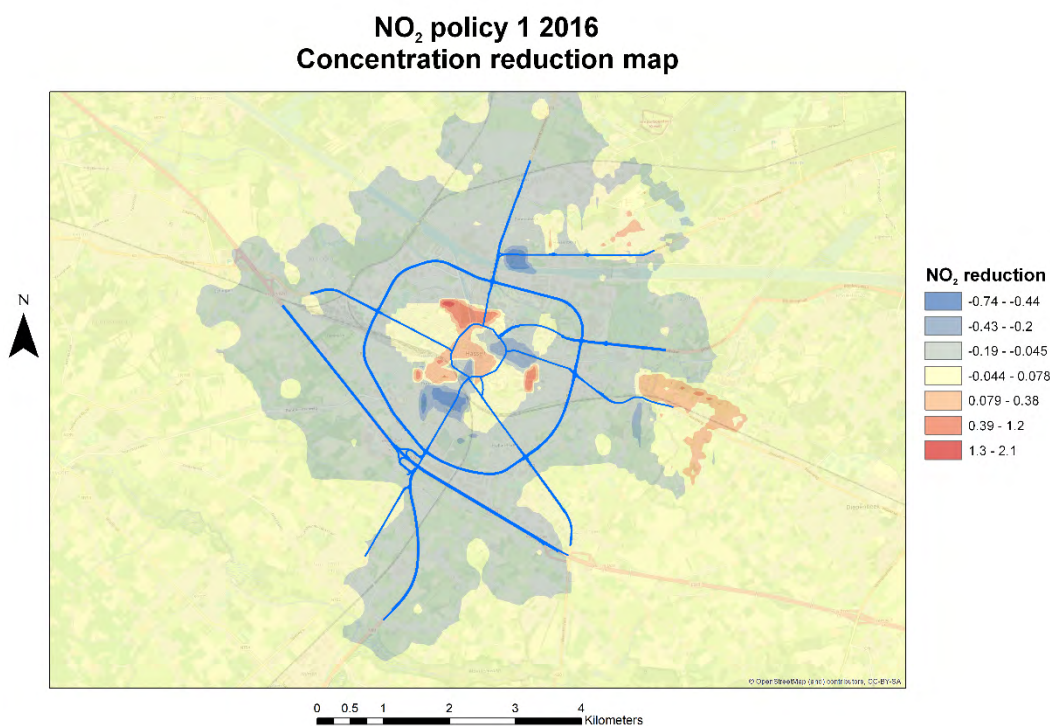 NO₂ policy 1 2016
Concentration reduction map
N
NO₂ reduction
-0.74 - -0.44
-0.43 - -0.2
-0.19 - -0.045
-0.044 - 0.078
0.079 - 0.38
0.39 - 1.2
1.3 - 2.1
© OpenStreetMap (and) contributors, CC-BY-SA
0 0.5 1 2 3 4
Kilometers